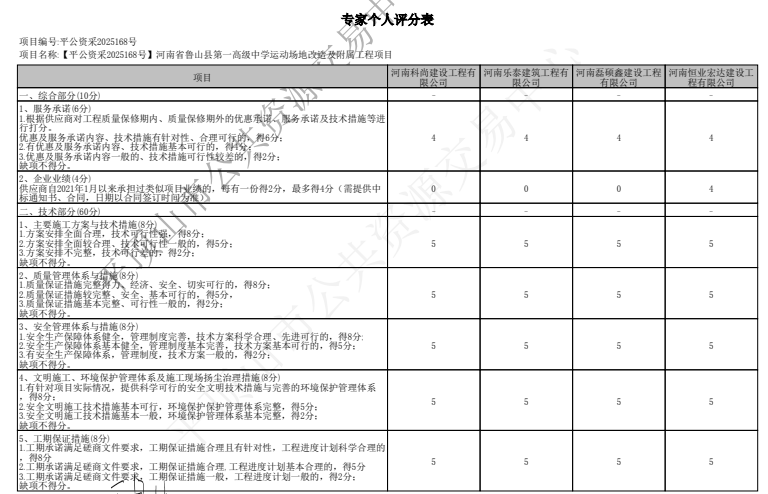 专家个人评分表
项目编号:平公资采2025168号
项目名称【平公资采2025168号】河南省鲁山县第一高级中学运动场地改造及附属工程项目
项目 河南科尚建设工程有限公司 河南乐泰建筑工程有限公司 河南磊硕鑫建设工程有限公司 河南恒业宏达建设工程有限公司
一、综合部分(10分) - - - -
1、服务承诺(6分)
1.根据供应商对工程质量保修期内、质量保修期外的优惠承诺、服务承诺及技术措施等进
行打分。
优惠及服务承诺内容、技术措施有针对性、合理可行的，得6分；
2.有优惠及服务承诺内容、技术措施基本可行的，得4分；
3.优惠及服务承诺内容一般的、技术措施可行性较差的，得2分；
缺项不得分。
4 4 4 4
2、企业业绩(4分)
供应商自2021年1月以来承担过类似项目业绩的，每有一份得2分，最多得4分（需提供中
标通知书、合同，日期以合同签订时间为准）。
0 0 0 4
二、技术部分(60分) - - - -
1、主要施工方案与技术措施(8分)
1.方案安排全面合理，技术可行性强，得8分；
2.方案安排全面较合理、技术可行性一般的，得5分；
3.方案安排不完整，技术可行差的，得2分；
缺项不得分。
5 5 5 5
2、质量管理体系与措施(8分)
1.质量保证措施完整得力、经济、安全、切实可行的，得8分；
2.质量保证措施较完整、安全、基本可行的，得5分，
3.质量保证措施基本完整、可行性一般的，得2分；
缺项不得分。
5 5 5 5
3、安全管理体系与措施(8分)
1.安全生产保障体系健全，管理制度完善，技术方案科学合理、先进可行的，得8分.
2.安全生产保障体系基本健全，管理制度基本完善，技术方案基本可行的，得5分；
3.有安全生产保障体系，管理制度，技术方案一般的，得2分；
缺项不得分。
5 5 5 5
4、文明施工、环境保护管理体系及施工现场扬尘治理措施(8分)
1.有针对项目实际情况，提供科学可行的安全文明技术措施与完善的环境保护管理体系
，得8分；
2.安全文明施工技术措施基本可行，环境保护保护管理体系完整，得5分；
3.安全文明施工技术措施基本一般，环境保护管理体系基本完整，得2分；
缺项不得分。
5 5 5 5
5、工期保证措施(8分)
1.工期承诺满足磋商文件要求，工期保证措施合理且有针对性，工程进度计划科学合理的
，得8分
2.工期承诺满足磋商文件要求，工期保证措施合理.工程进度计划基本合理的，得5分
3.工期承诺满足磋商文件要求，工期保证措施一般，工程进度计划一般的，得2分；
缺项不得分。
5 5 5 5
平顶山市公共资源交易中心